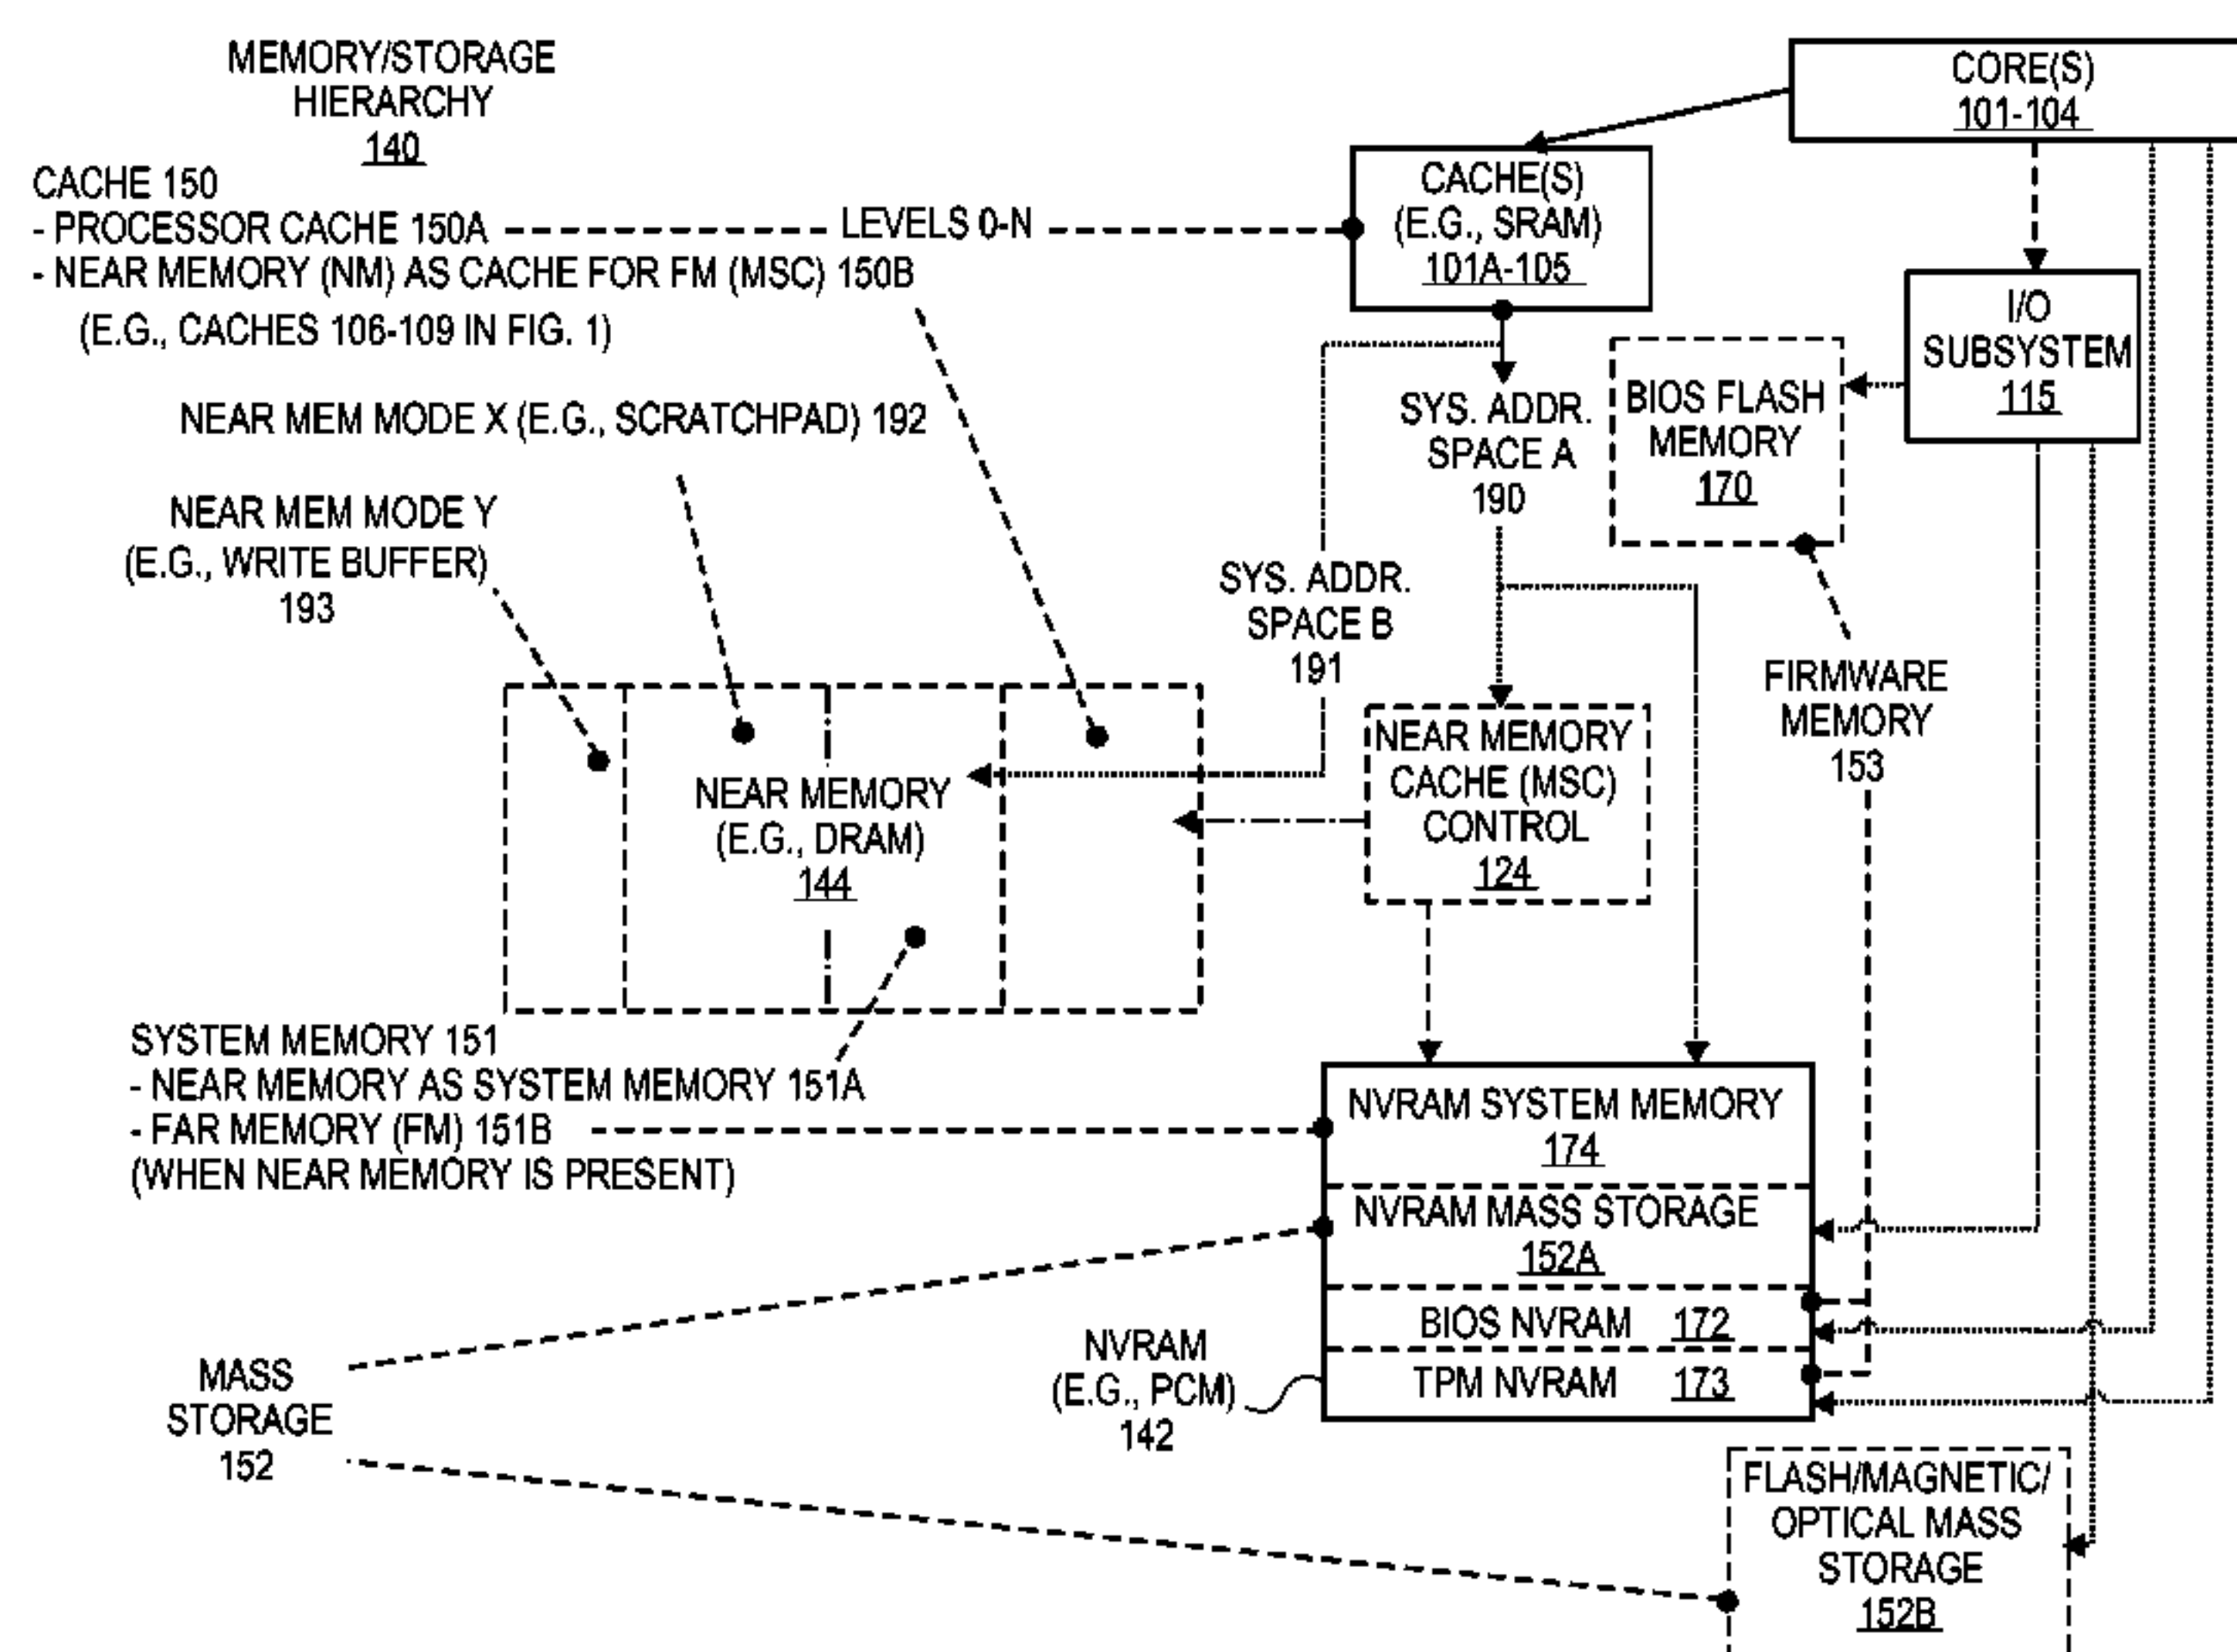 MEMORY/STORAGE
HIERARCHY
140
CACHE 150
- PROCESSOR CACHE 150A
LEVELS 0-N
- NEAR MEMORY (NM) AS CACHE FOR FM (MSC) 150B
(E.G., CACHES 106-109 IN FIG. 1)
CORE(S)
101-104
CACHE(S)
(E.G., SRAM)
101A-105
I/O
SUBSYSTEM
115
BIOS FLASH
MEMORY
170
SYS. ADDR.
SPACE A
190
NEAR MEM MODE X (E.G., SCRATCHPAD) 192
NEAR MEM MODE Y
(E.G., WRITE BUFFER)
193
SYS. ADDR.
SPACE B
191
FIRMWARE
MEMORY
153
NEAR MEMORY
CACHE (MSC)
CONTROL
124
NEAR MEMORY
(E.G., DRAM)
144
SYSTEM MEMORY 151
- NEAR MEMORY AS SYSTEM MEMORY 151A
- FAR MEMORY (FM) 151B
(WHEN NEAR MEMORY IS PRESENT)
NVRAM SYSTEM MEMORY
174
NVRAM MASS STORAGE
152A
BIOS NVRAM 172
TPM NVRAM 173
NVRAM
(E.G., PCM)
142
MASS
STORAGE
152
FLASH/MAGNETIC/
OPTICAL MASS
STORAGE
152B